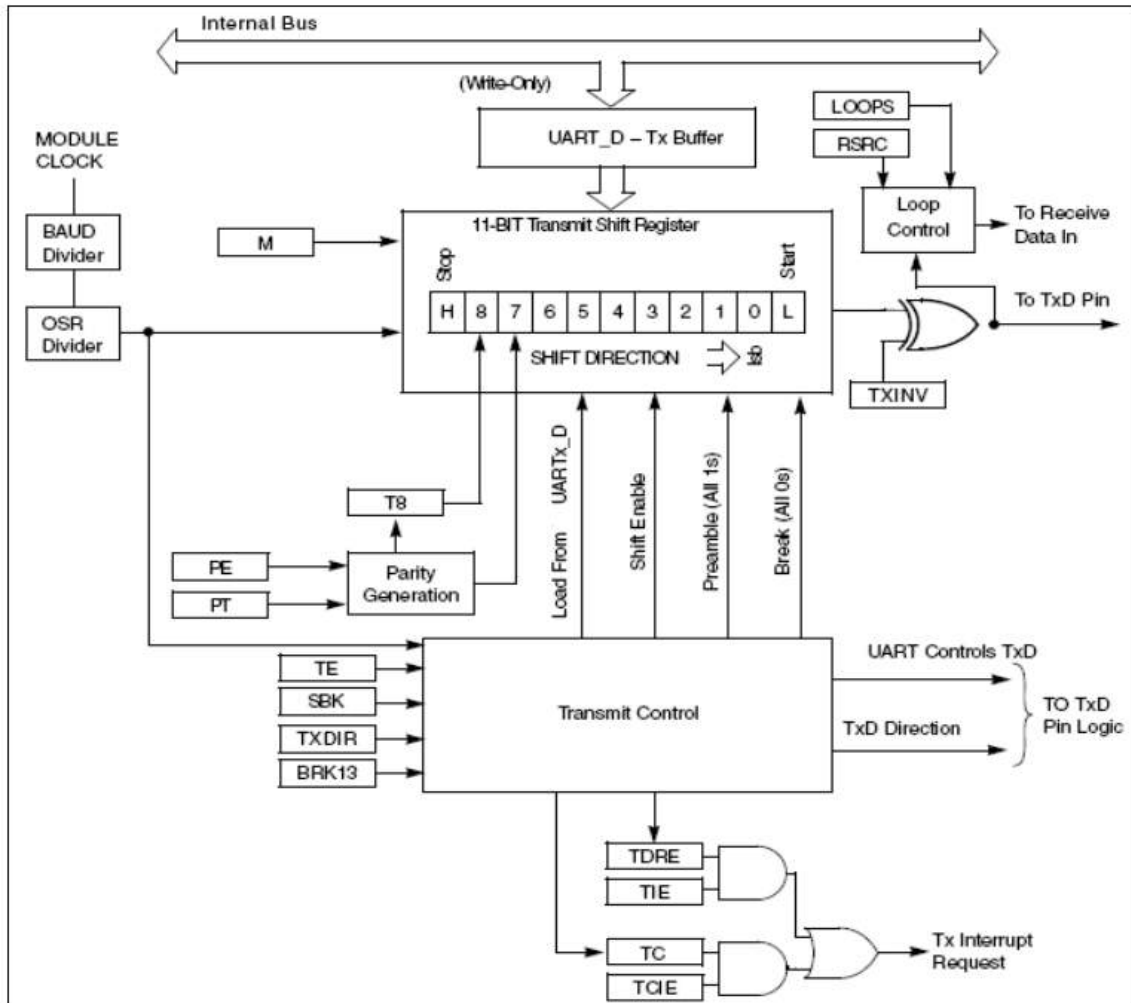 Internal Bus
(Write-Only)
LOOPS
UART_D – Tx Buffer
RSRC
MODULE
CLOCK
11-BIT Transmit Shift Register
Loop
Control
To Receive
Data In
BAUD
Divider
M
Stop
Start
To TxD Pin
OSR
Divider
H 8 7 6 5 4 3 2 1 0 L
SHIFT DIRECTION
lsb
TXINV
Load From UARTx_D
Shift Enable
Preamble (All 1s)
Break (All 0s)
T8
PE
PT
Parity
Generation
TE
SBK
TXDIR
BRK13
Transmit Control
UART Controls TxD
TxD Direction
TO TxD
Pin Logic
TDRE
TIE
TC
TCIE
Tx Interrupt
Request